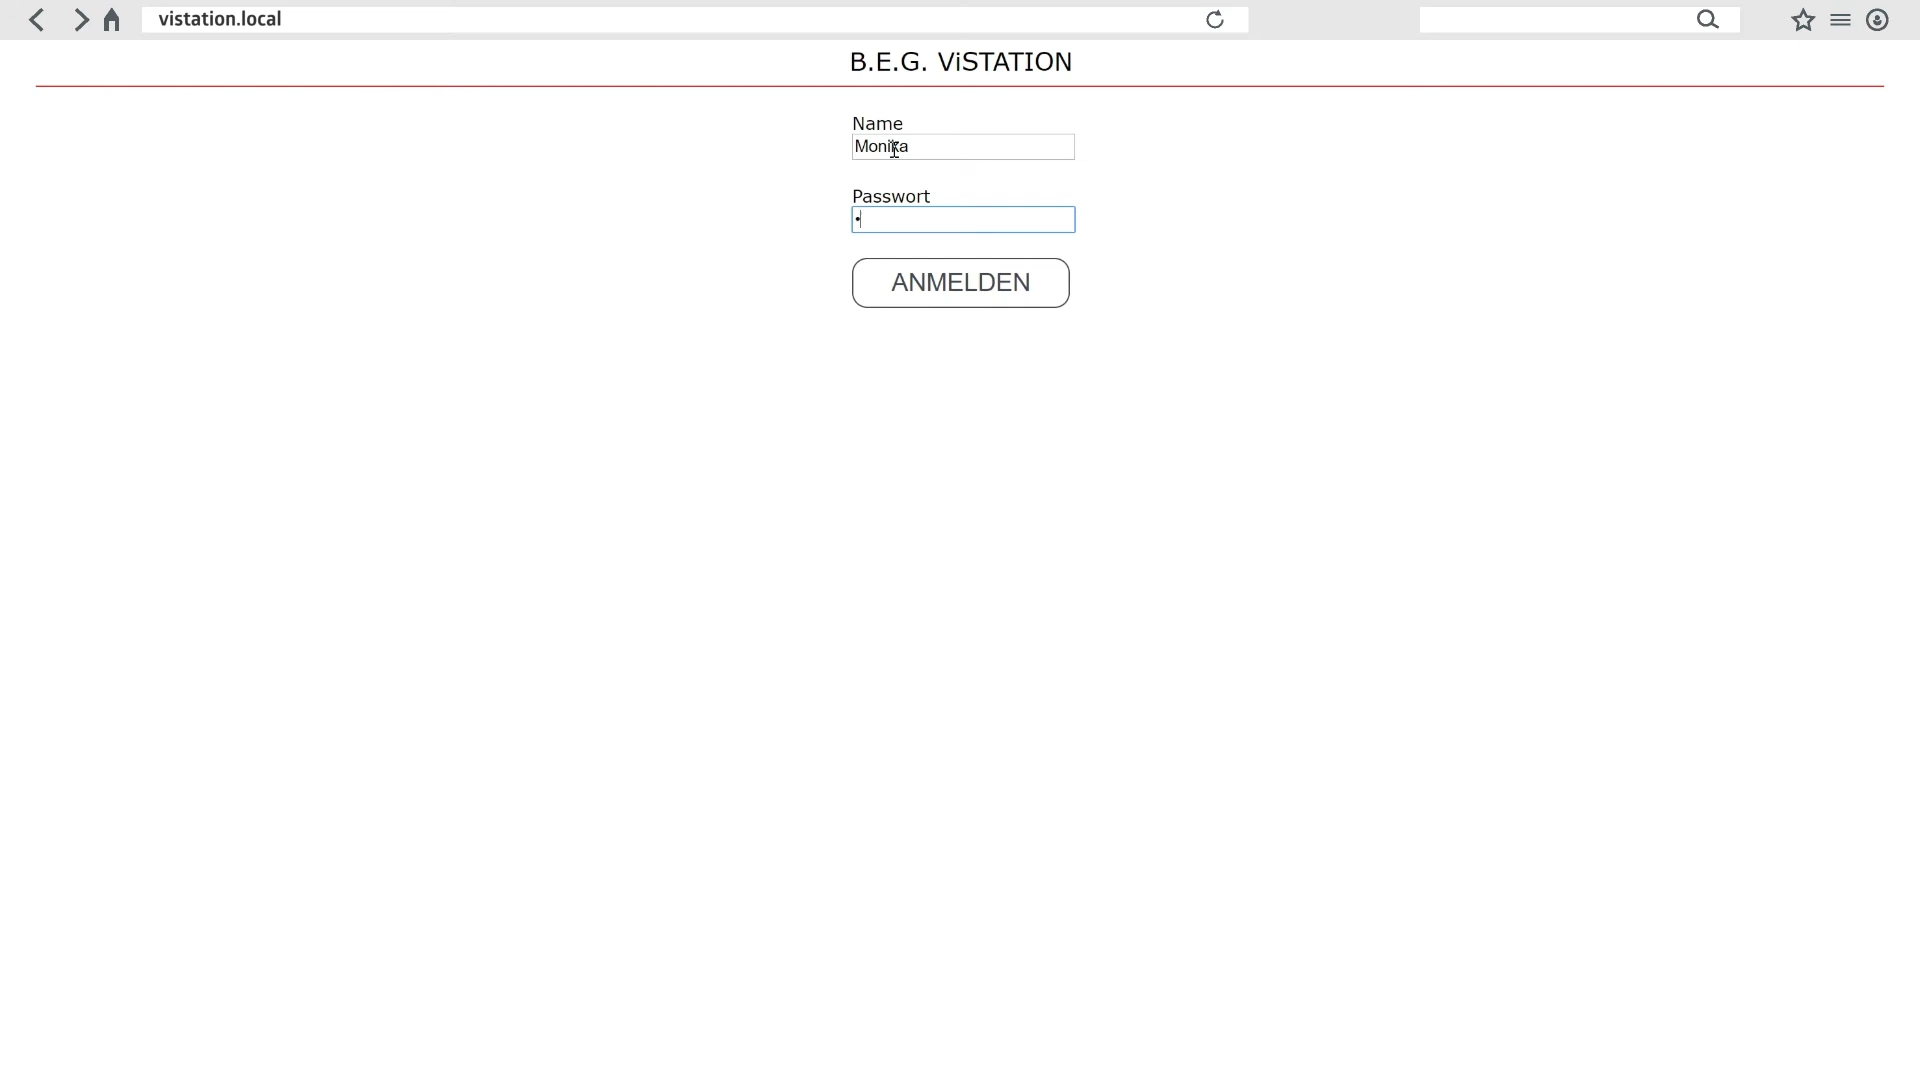 vistation.local
B.E.G. ViSTATION
Name
Monika
Passwort
•
ANMELDEN